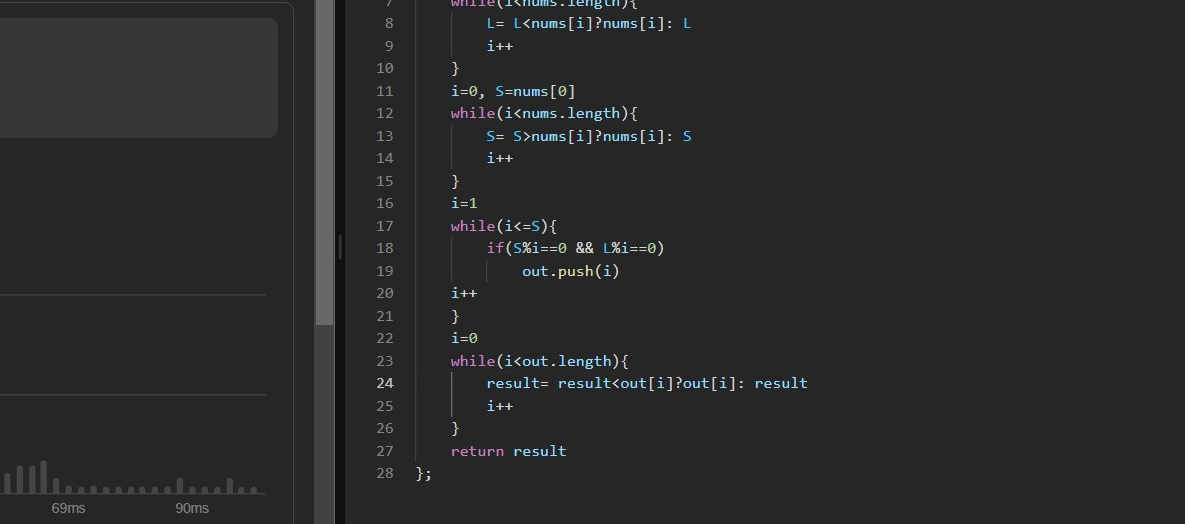 7 while(i<nums.length){
8 L= L<nums[i]?nums[i]: L
9 i++
10 }
11 i=0, S=nums[0]
12 while(i<nums.length){
13 S= S>nums[i]?nums[i]: S
14 i++
15 }
16 i=1
17 while(i<=S){
18 if(S%i==0 && L%i==0)
19 out.push(i)
20 i++
21 }
22 i=0
23 while(i<out.length){
24 result= result<out[i]?out[i]: result
25 i++
26 }
27 return result
28 };
69ms 90ms